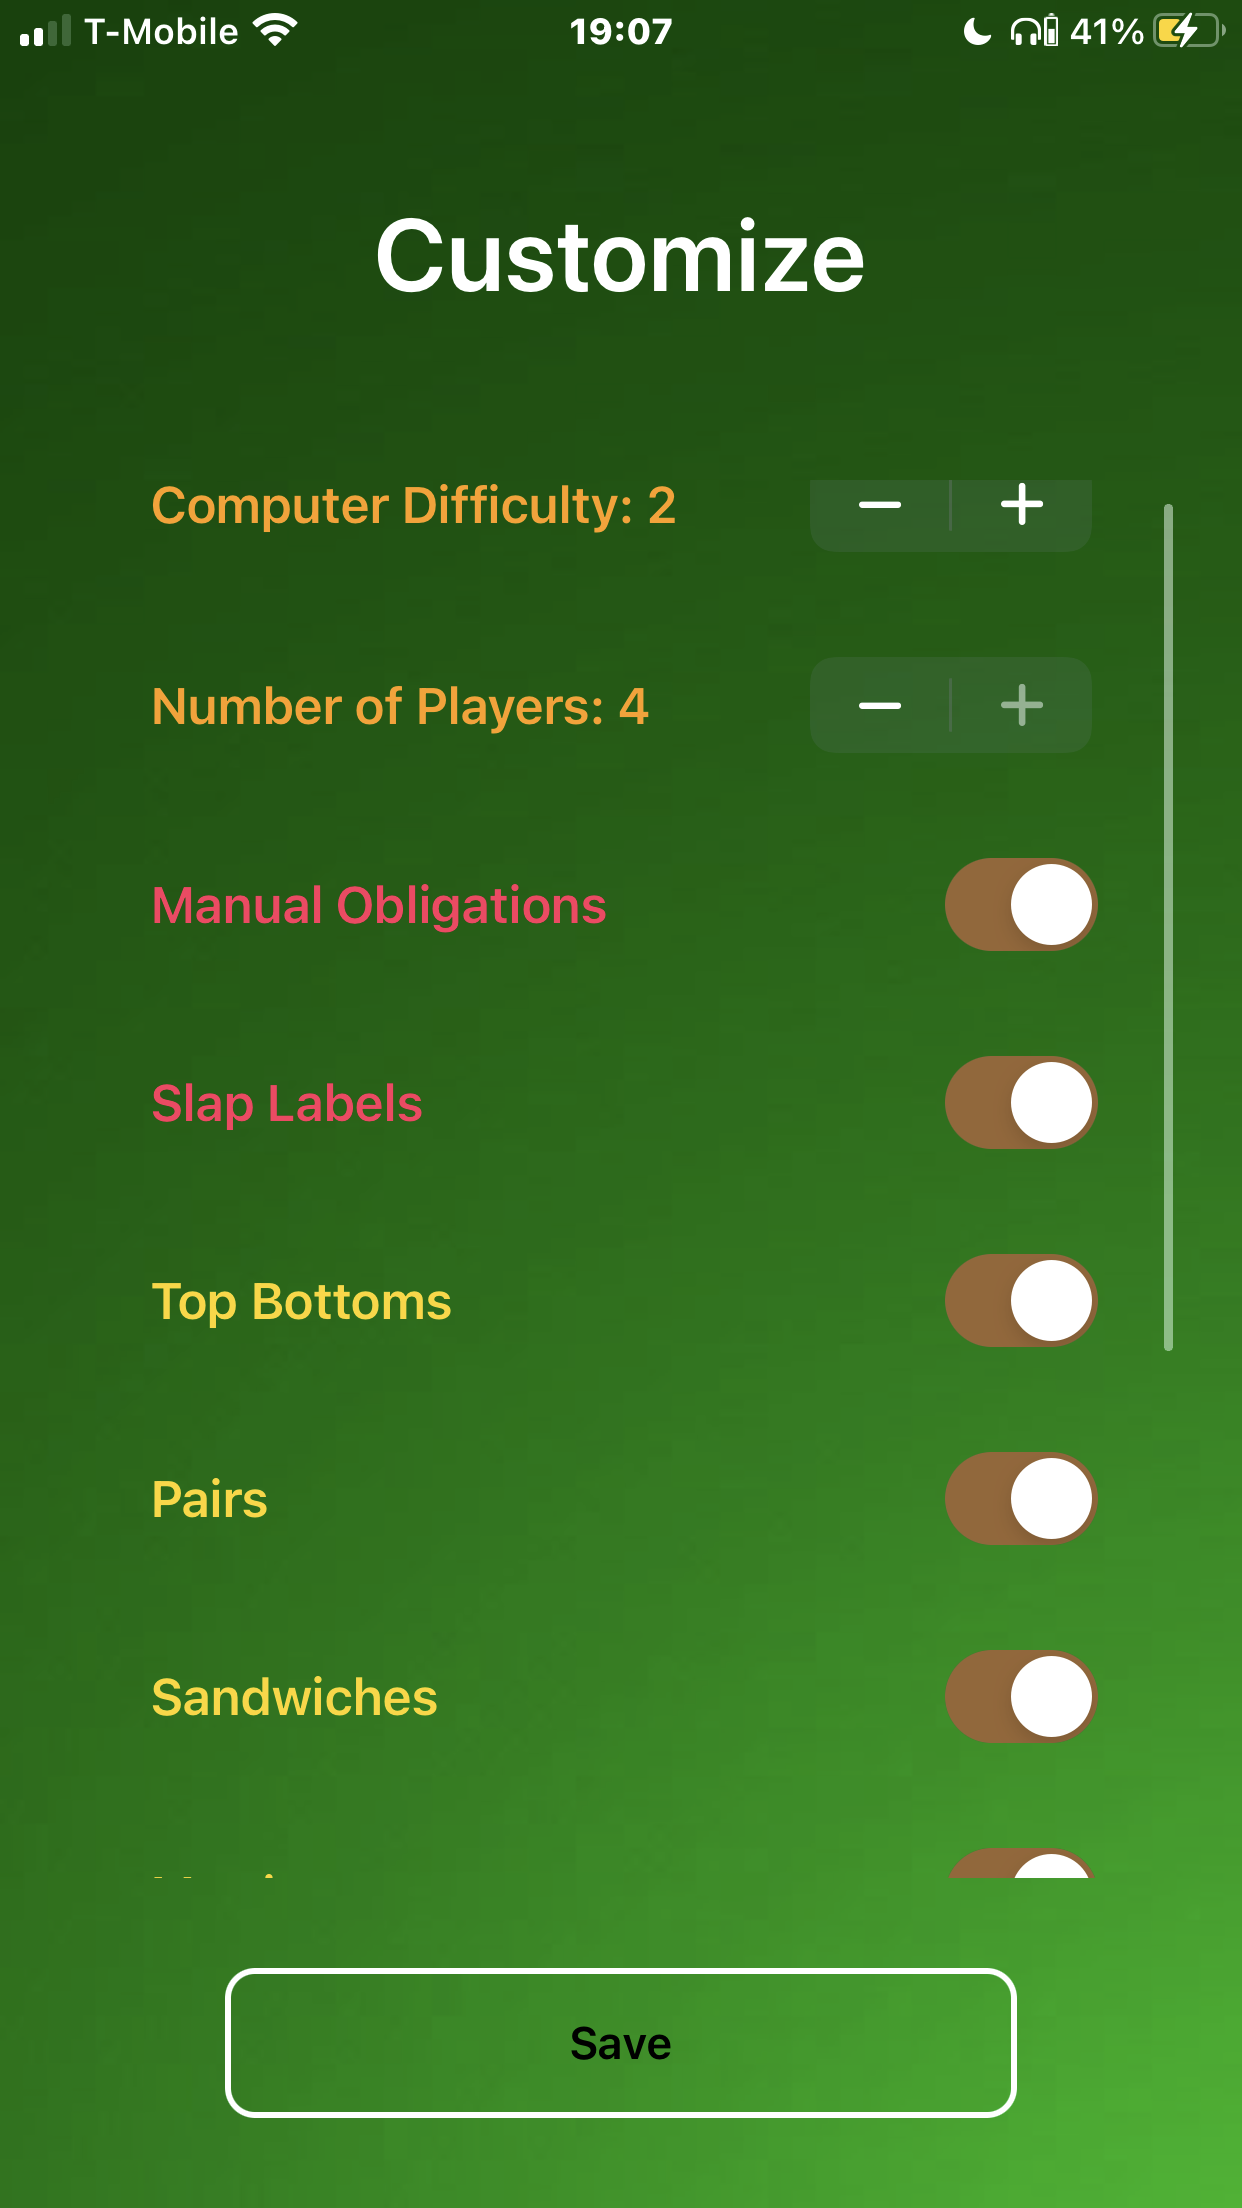 T-Mobile 19:07 41%
Customize
Computer Difficulty: 2
Number of Players: 4
Manual Obligations
Slap Labels
Top Bottoms
Pairs
Sandwiches
Save